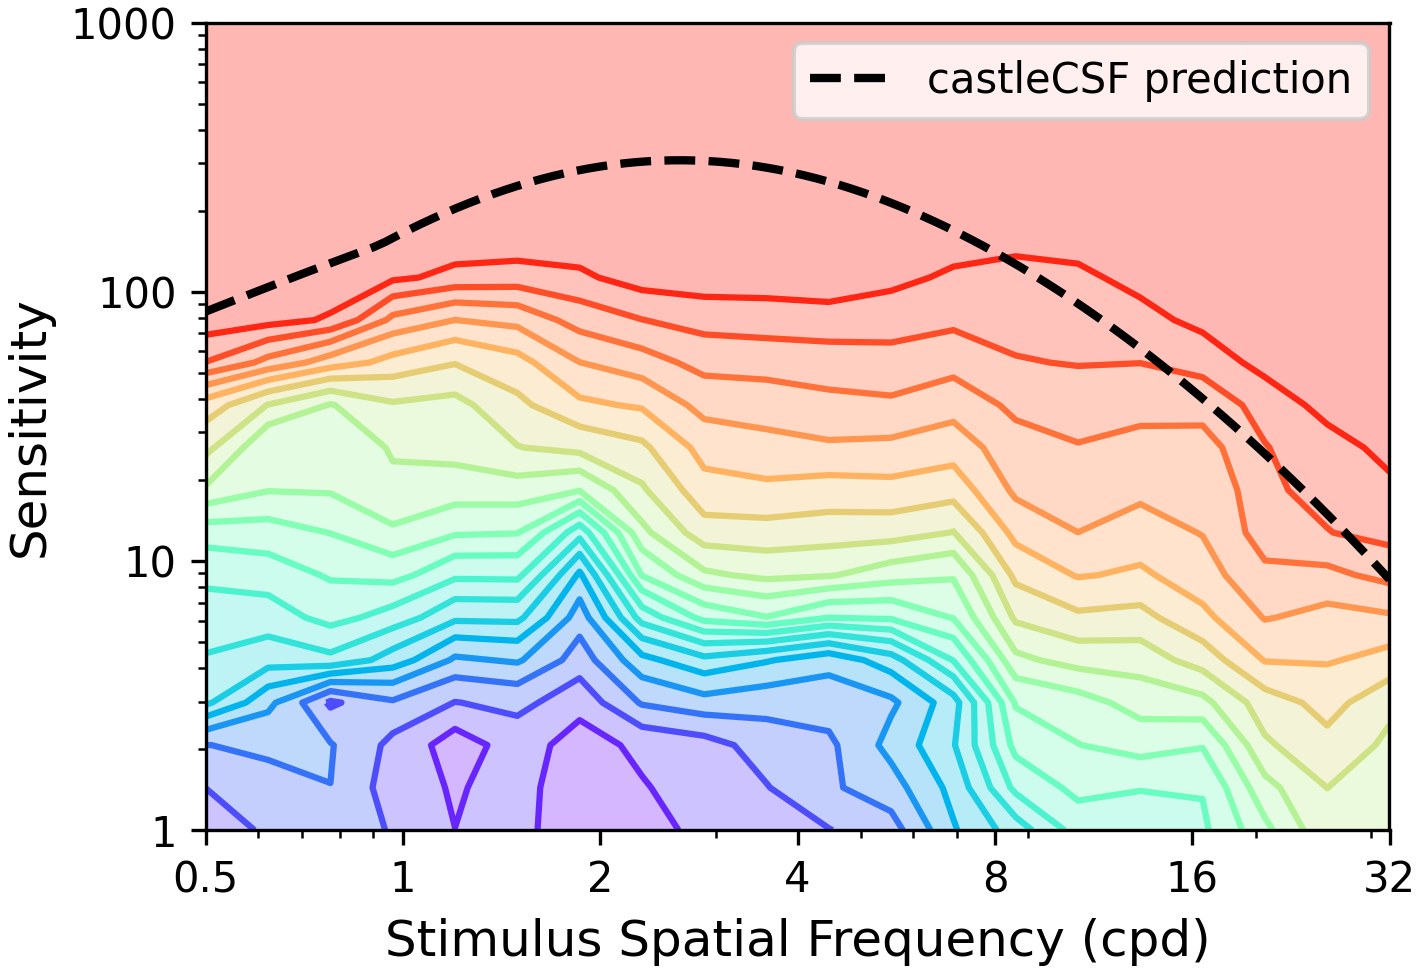 1000
100
10
1
Sensitivity
castleCSF prediction
0.5 1 2 4 8 16 32
Stimulus Spatial Frequency (cpd)